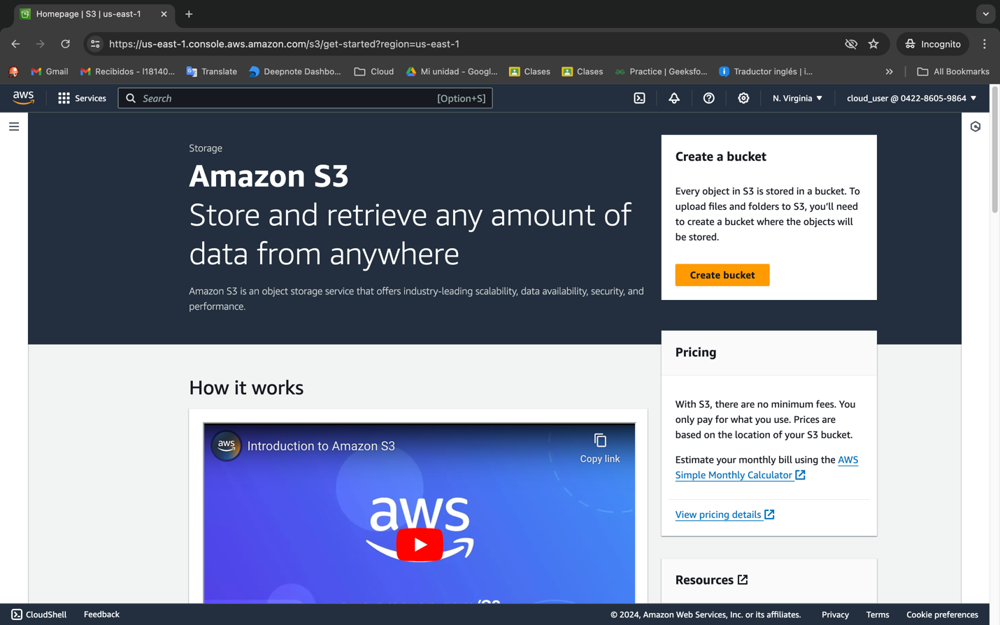 Homepage | S3 | us-east-1
https://us-east-1.console.aws.amazon.com/s3/get-started?region=us-east-1
Incognito
Gmail
Recibidos - l18140...
Translate
Deepnote Dashbo...
Cloud
Mi unidad - Googl...
Clases
Clases
Practice | Geeksfo...
Traductor inglés | i...
All Bookmarks
aws
Services
Search
[Option+S]
N. Virginia
cloud_user @ 0422-8605-9864
Storage
Amazon S3
Store and retrieve any amount of
data from anywhere
Amazon S3 is an object storage service that offers industry-leading scalability, data availability, security, and
performance.
Create a bucket
Every object in S3 is stored in a bucket. To
upload files and folders to S3, you’ll need
to create a bucket where the objects will
be stored.
Create bucket
How it works
aws
Introduction to Amazon S3
Copy link
aws
Pricing
With S3, there are no minimum fees. You
only pay for what you use. Prices are
based on the location of your S3 bucket.
Estimate your monthly bill using the AWS
Simple Monthly Calculator
View pricing details
Resources
CloudShell
Feedback
© 2024, Amazon Web Services, Inc. or its affiliates.
Privacy
Terms
Cookie preferences